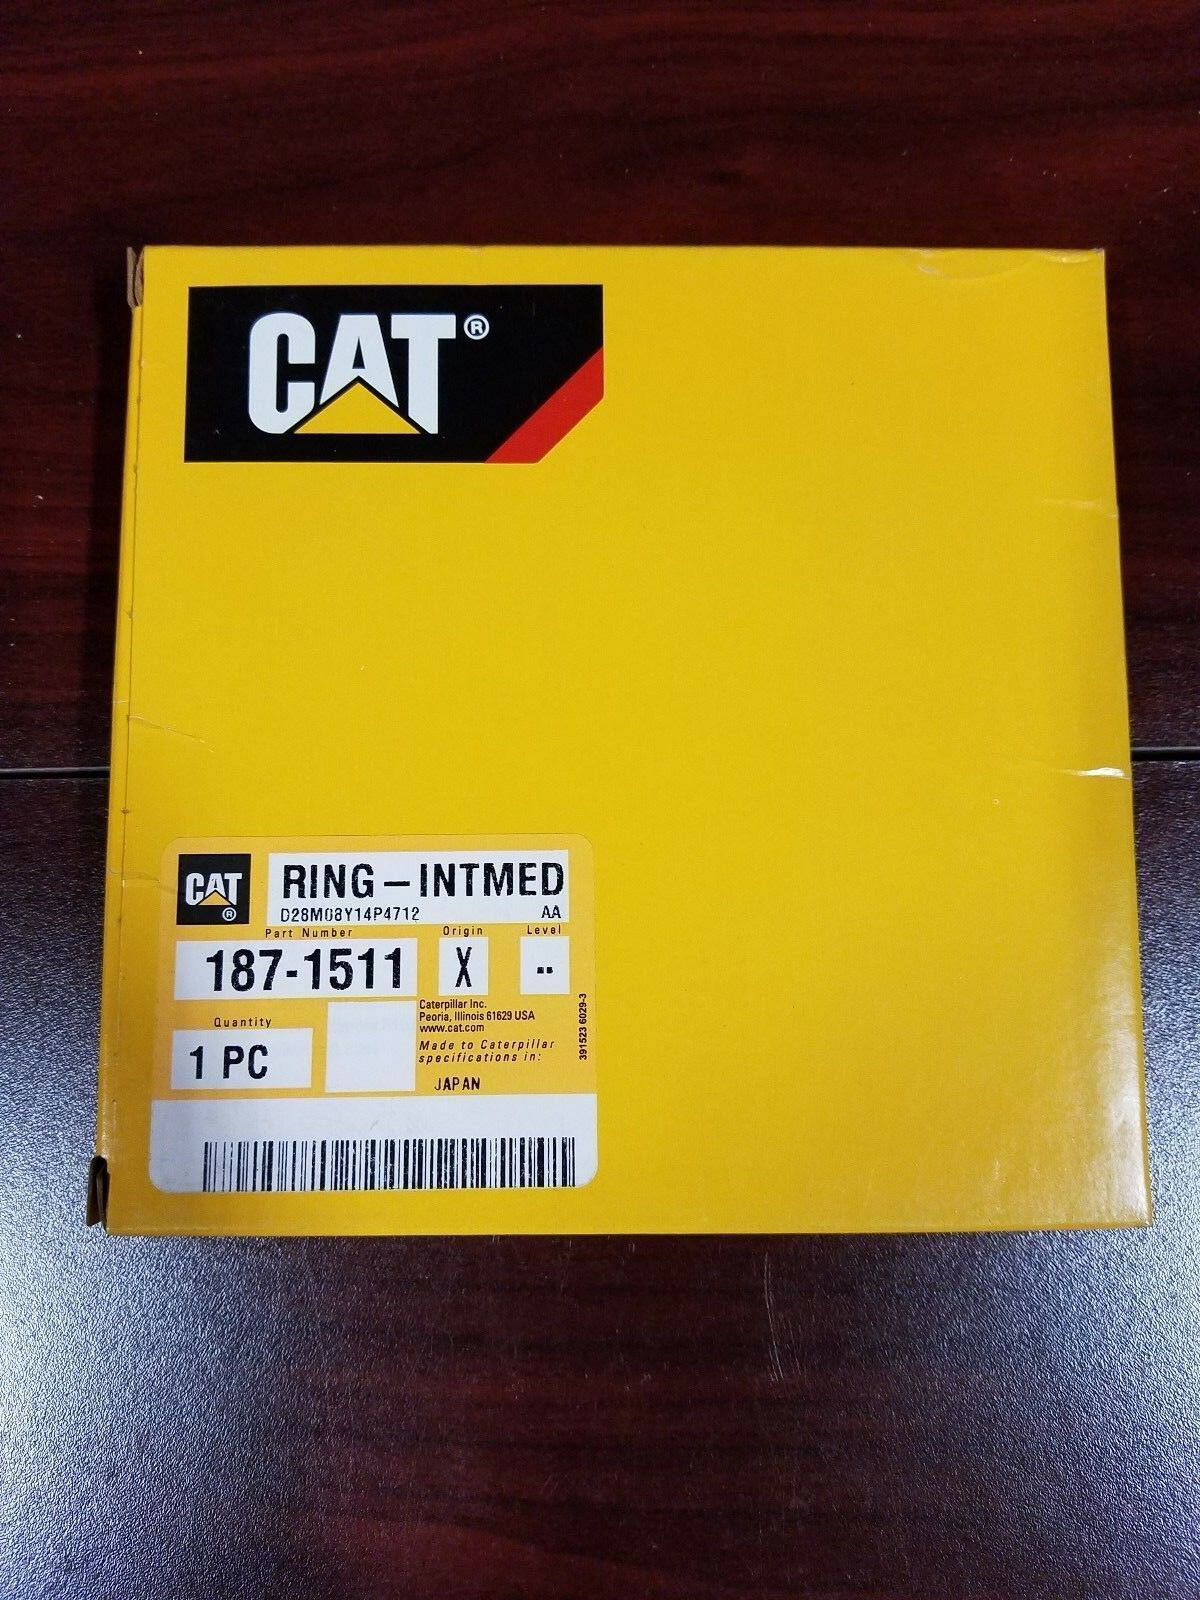 CAT®
CAT®
RING-INTMED
D28M08Y14P4712 AA
Part Number Origin Level
187-1511 X --
Quantity
1 PC
Caterpillar Inc.
Peoria, Illinois 61629 USA
www.cat.com
Made to Caterpillar
specifications in:
JAPAN
391523 6029-3